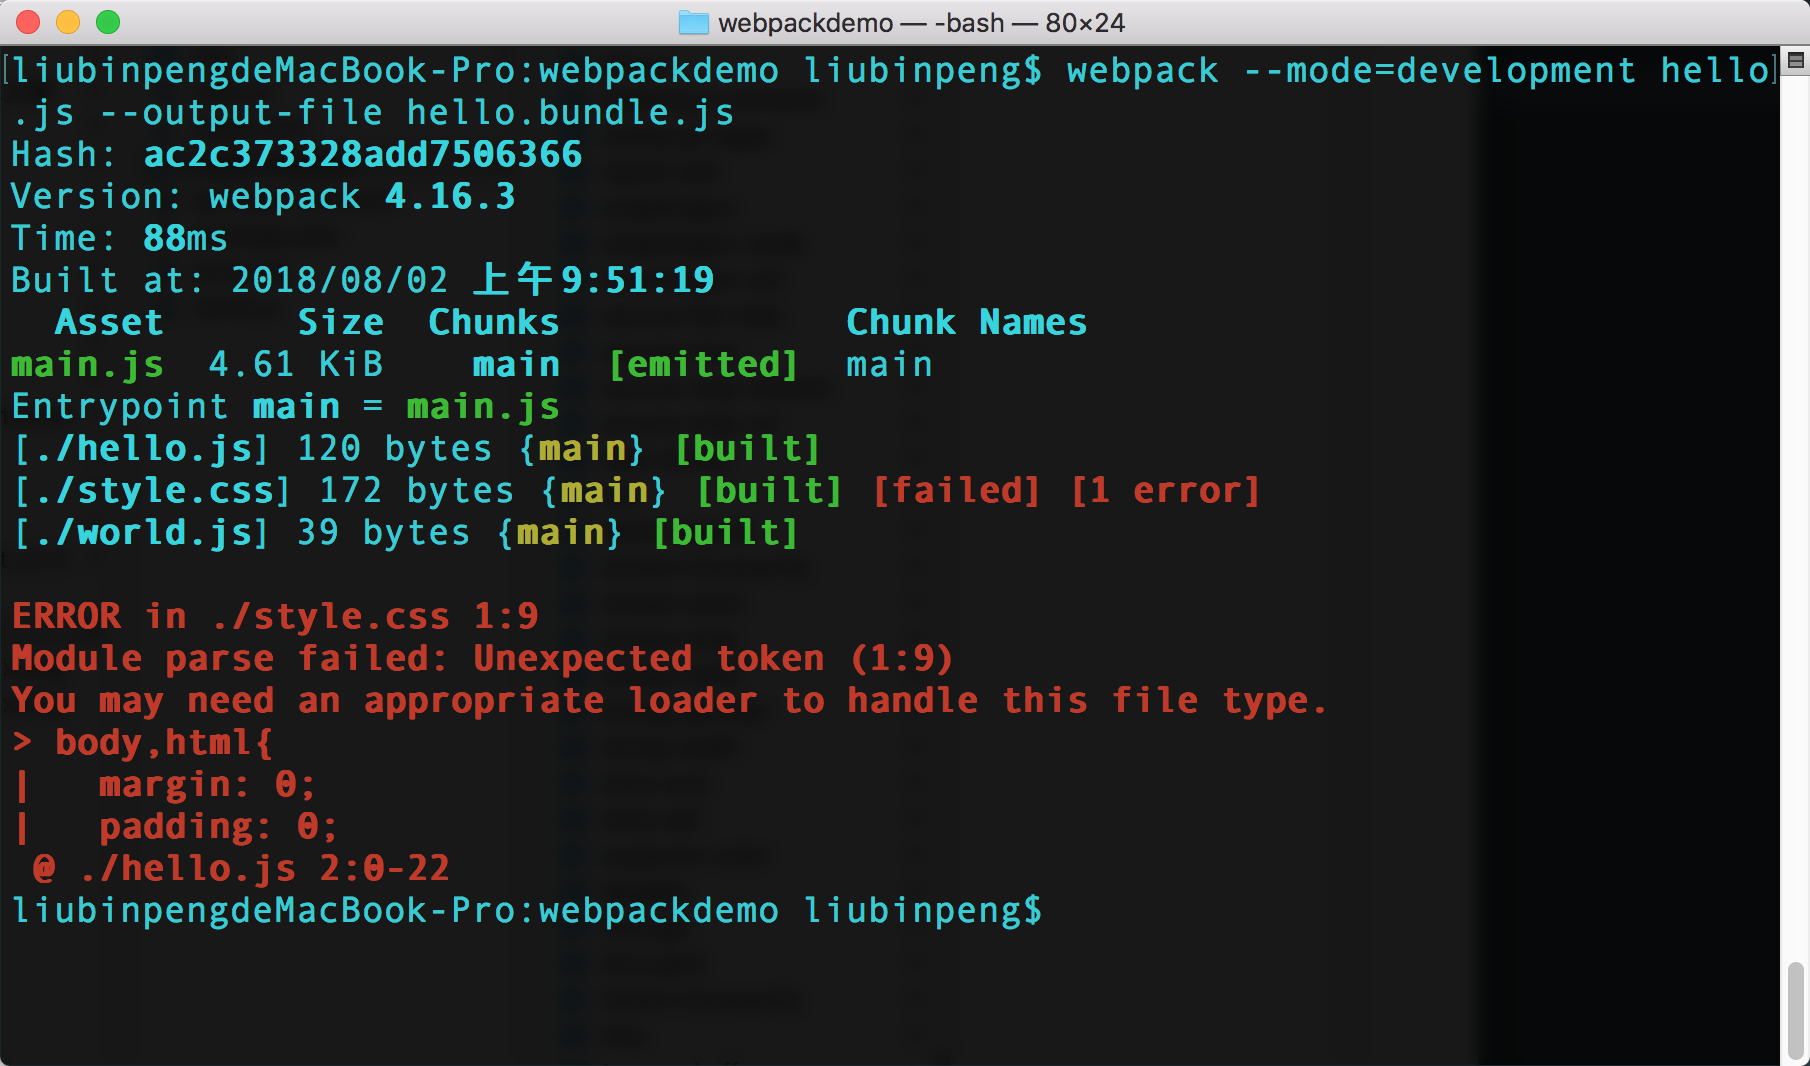 webpackdemo — -bash — 80×24
liubinpengdeMacBook-Pro:webpackdemo liubinpeng$ webpack --mode=development hello
.js --output-file hello.bundle.js
Hash: ac2c373328add7506366
Version: webpack 4.16.3
Time: 88ms
Built at: 2018/08/02 上午9:51:19
  Asset      Size  Chunks             Chunk Names
main.js  4.61 KiB    main  [emitted]  main
Entrypoint main = main.js
[./hello.js] 120 bytes {main} [built]
[./style.css] 172 bytes {main} [built] [failed] [1 error]
[./world.js] 39 bytes {main} [built]
ERROR in ./style.css 1:9
Module parse failed: Unexpected token (1:9)
You may need an appropriate loader to handle this file type.
> body,html{
|   margin: 0;
|   padding: 0;
 @ ./hello.js 2:0-22
liubinpengdeMacBook-Pro:webpackdemo liubinpeng$